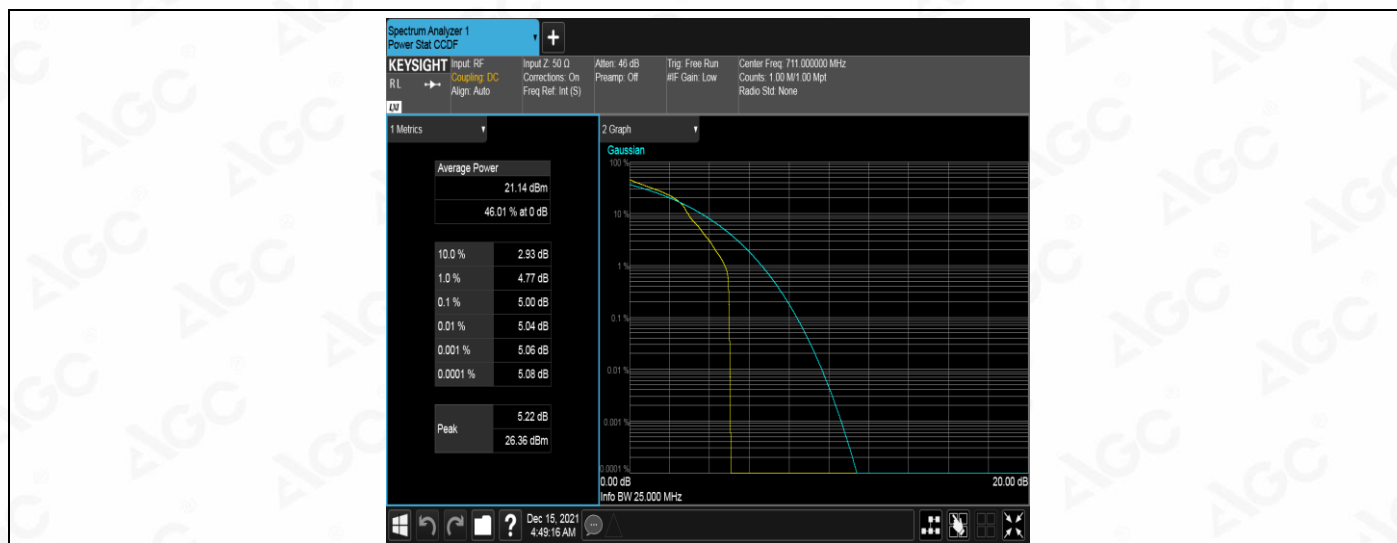 Spectrum Analyzer 1
Power Stat CCDF
KEYSIGHT
Input: RF
Coupling: DC
Align: Auto
Input Z: 50 Ω
Corrections: On
Freq Ref: Int (S)
Atten: 46 dB
Preamp: Off
Trig: Free Run
#IF Gain: Low
Center Freq: 711.000000 MHz
Counts: 1.00 M/1.00 Mpt
Radio Std: None
RL
LXI
1 Metrics
Average Power
21.14 dBm
46.01 % at 0 dB
10.0 % 2.93 dB
1.0 % 4.77 dB
0.1 % 5.00 dB
0.01 % 5.04 dB
0.001 % 5.06 dB
0.0001 % 5.08 dB
Peak
5.22 dB
26.36 dBm
2 Graph
Gaussian
100 %
10 %
1 %
0.1 %
0.01 %
0.001 %
0.0001 %
0.00 dB
20.00 dB
Info BW 25.000 MHz
?
Dec 15, 2021
4:49:16 AM
AGC